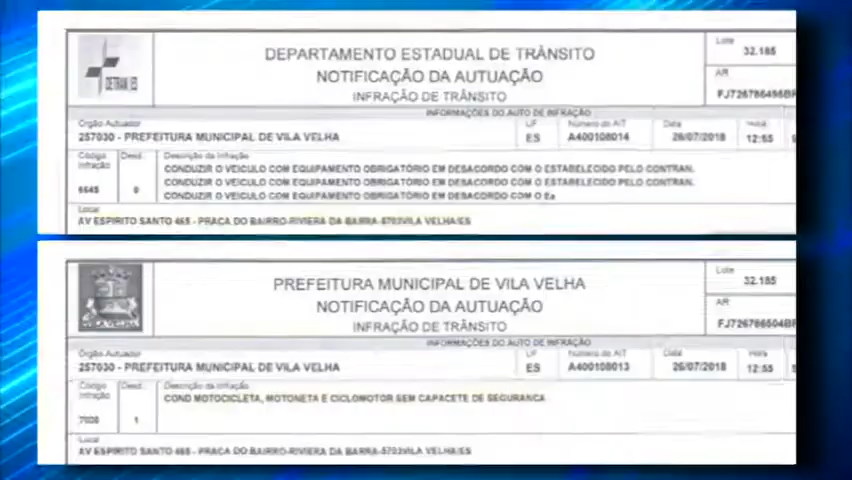 DETRAN/ES
DEPARTAMENTO ESTADUAL DE TRÂNSITO
NOTIFICAÇÃO DA AUTUAÇÃO
INFRAÇÃO DE TRÂNSITO
Lote
32.185
AR
INFORMAÇÕES DO AUTO DE INFRAÇÃO
Órgão Autuador
257030 - PREFEITURA MUNICIPAL DE VILA VELHA
UF
ES
Número do AIT
A400108014
Data
26/07/2018
Hora
12:55
Código Infração
Desd.
0
Descrição da Infração
CONDUZIR O VEICULO COM EQUIPAMENTO OBRIGATÓRIO EM DESACORDO COM O ESTABELECIDO PELO CONTRAN.
CONDUZIR O VEICULO COM EQUIPAMENTO OBRIGATÓRIO EM DESACORDO COM O ESTABELECIDO PELO CONTRAN.
CONDUZIR O VEICULO COM EQUIPAMENTO OBRIGATÓRIO EM DESACORDO COM O Es
Local
AV ESPIRITO SANTO 465 - PRACA DO BAIRRO-RIVIERA DA BARRA-5703VILA VELHA/ES
VILA VELHA
PREFEITURA MUNICIPAL DE VILA VELHA
NOTIFICAÇÃO DA AUTUAÇÃO
INFRAÇÃO DE TRÂNSITO
Lote
32.185
AR
INFORMAÇÕES DO AUTO DE INFRAÇÃO
Órgão Autuador
257030 - PREFEITURA MUNICIPAL DE VILA VELHA
UF
ES
Número do AIT
A400108013
Data
26/07/2018
Hora
12:55
Código Infração
Desd.
1
Descrição da Infração
COND MOTOCICLETA, MOTONETA E CICLOMOTOR SEM CAPACETE DE SEGURANCA
Local
AV ESPIRITO SANTO 465 - PRACA DO BAIRRO-RIVIERA DA BARRA-5703VILA VELHA/ES